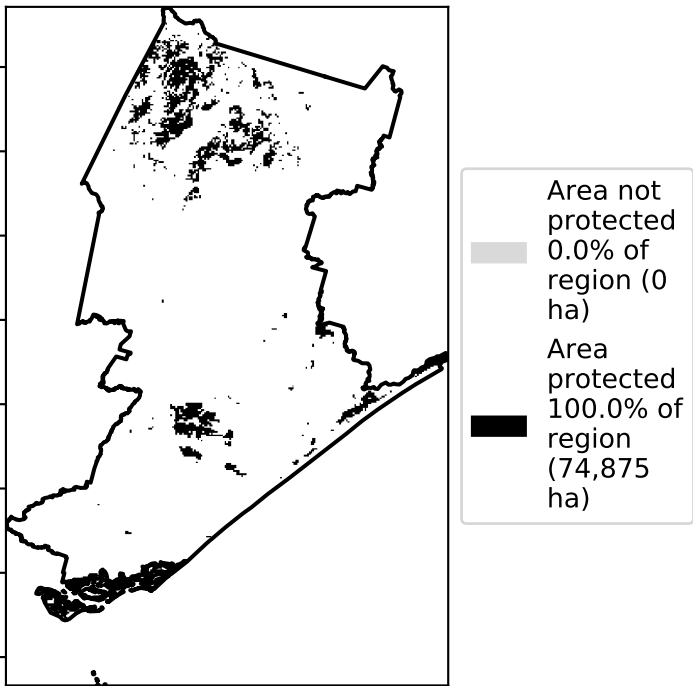 Area not
protected
0.0% of
region (0
ha)
Area
protected
100.0% of
region
(74,875
ha)